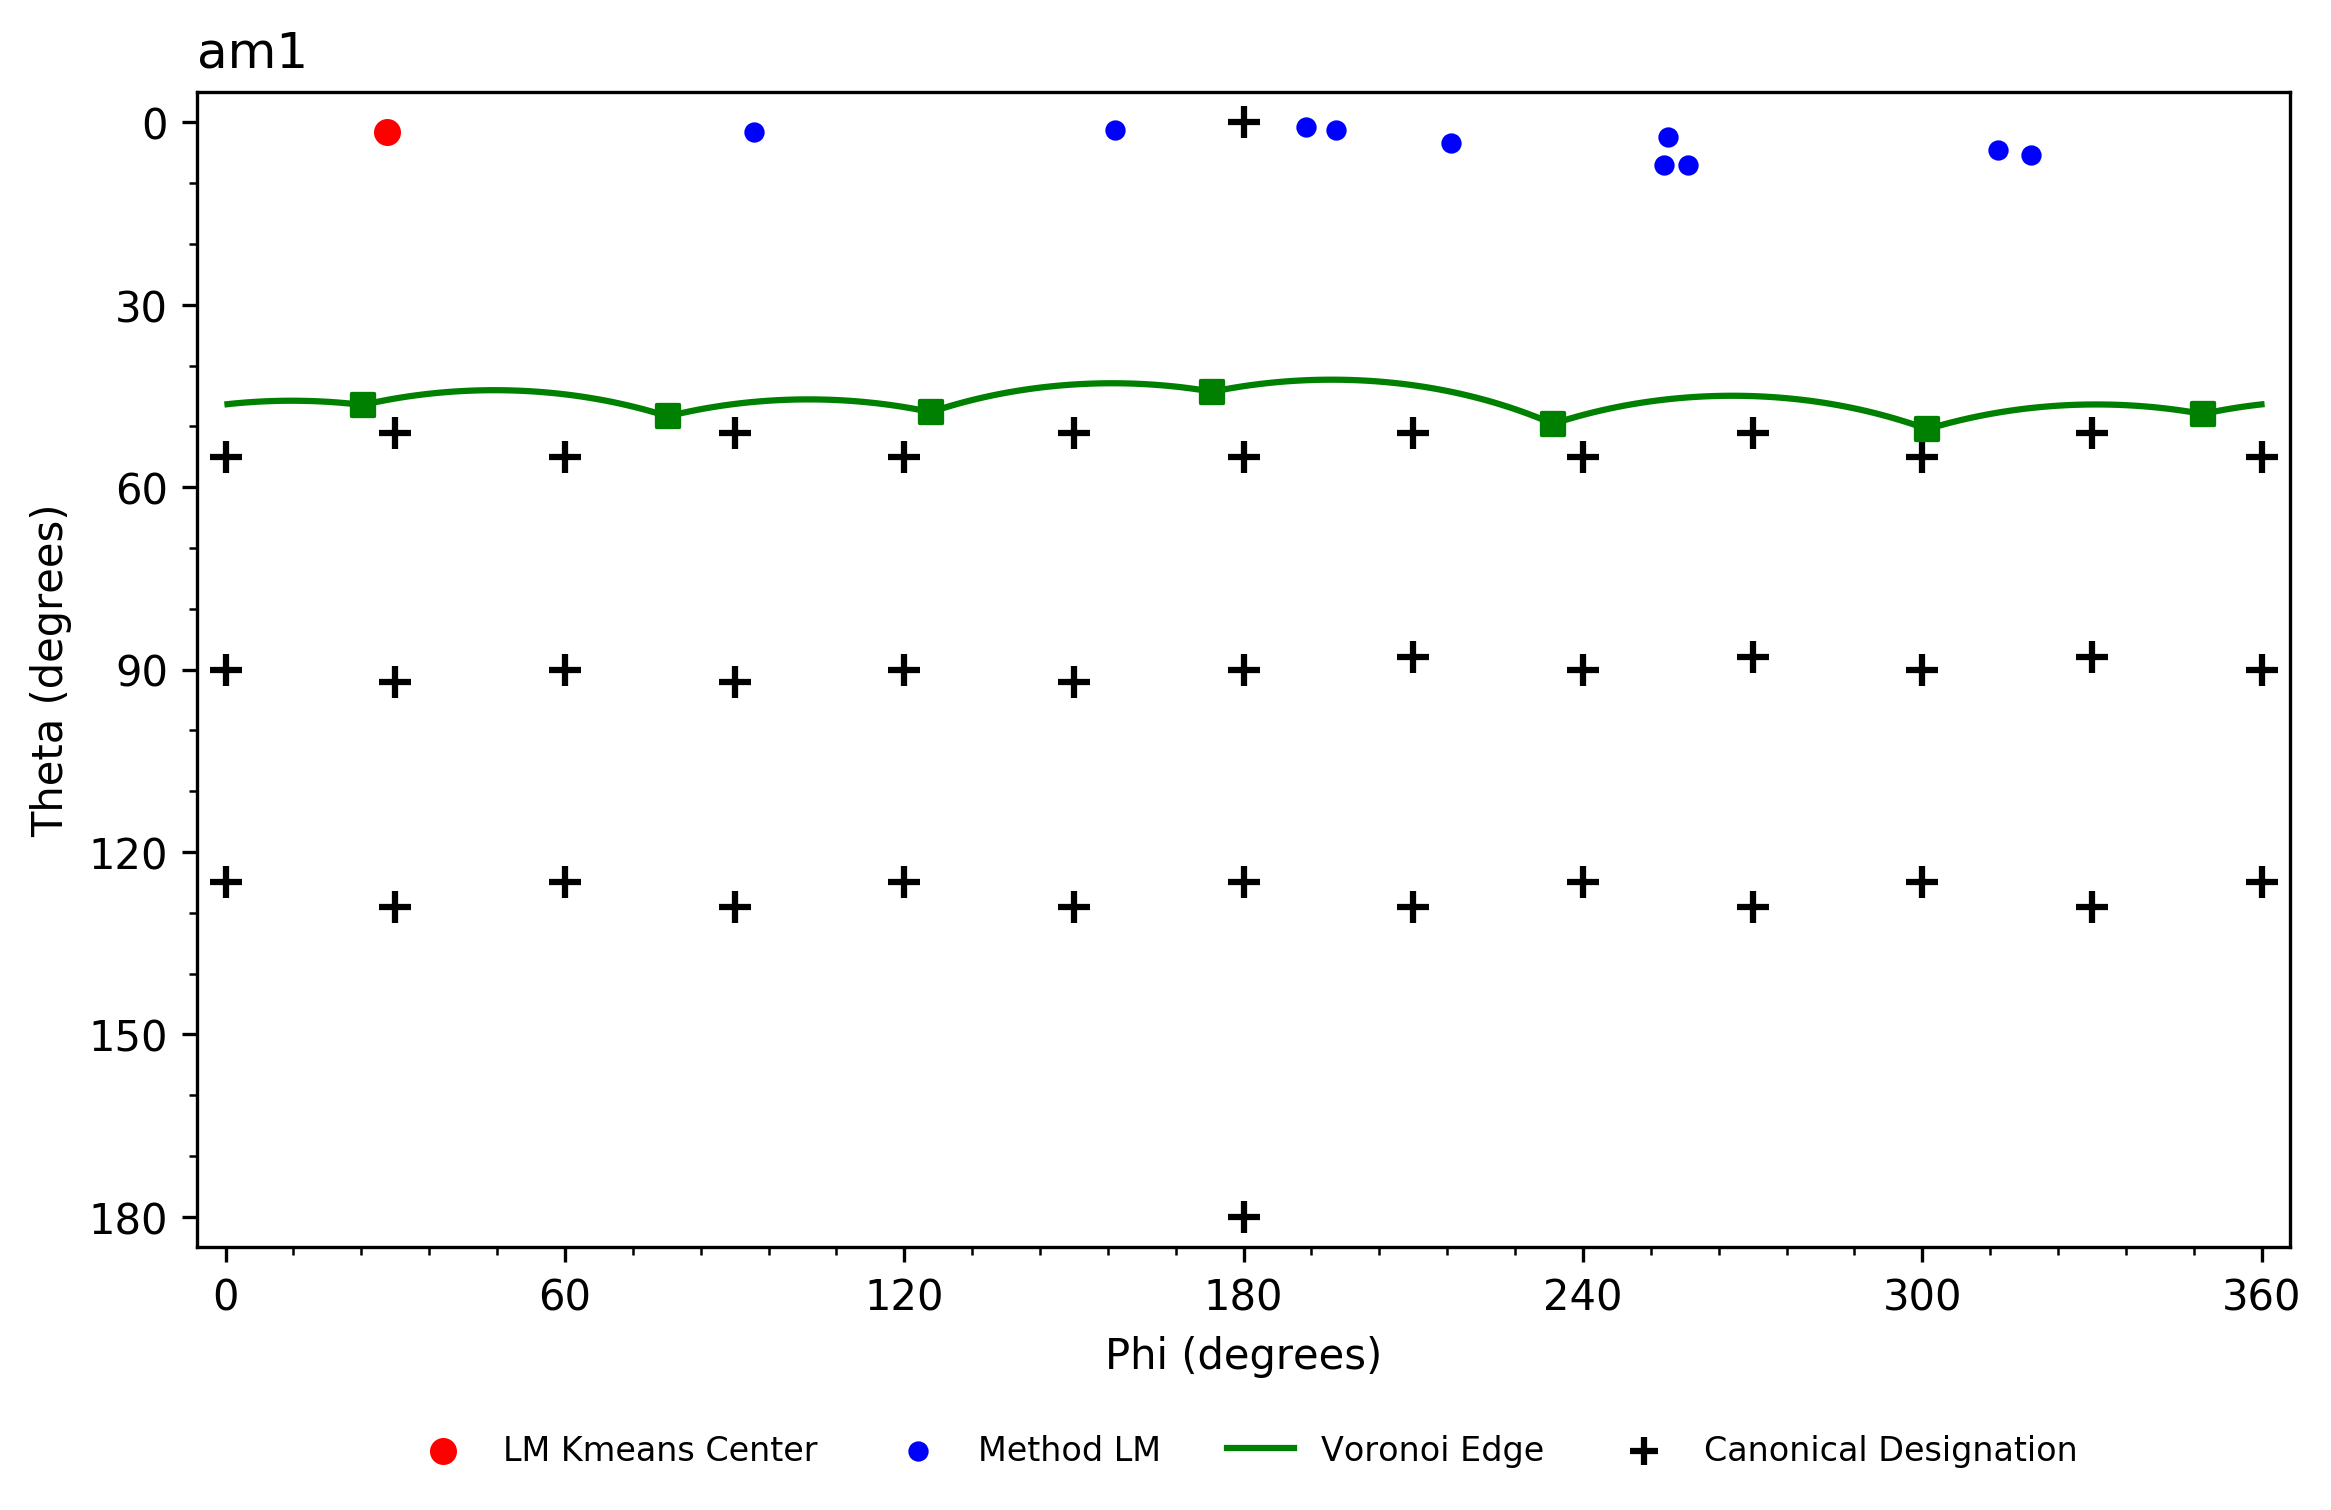 am1
0
30
60
90
120
150
180
Theta (degrees)
0 60 120 180 240 300 360
Phi (degrees)
LM Kmeans Center Method LM Voronoi Edge Canonical Designation